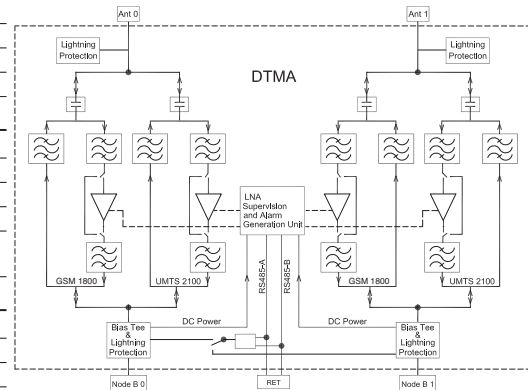 Ant 0
Ant 1
Lightning
Protection
Lightning
Protection
DTMA
LNA
Supervision
and Alarm
Generation Unit
GSM 1800
UMTS 2100
RS485-A
RS485-B
GSM 1800
UMTS 2100
DC Power
DC Power
Bias Tee
&
Lightning
Protection
Bias Tee
&
Lightning
Protection
Node B 0
RET
Node B 1